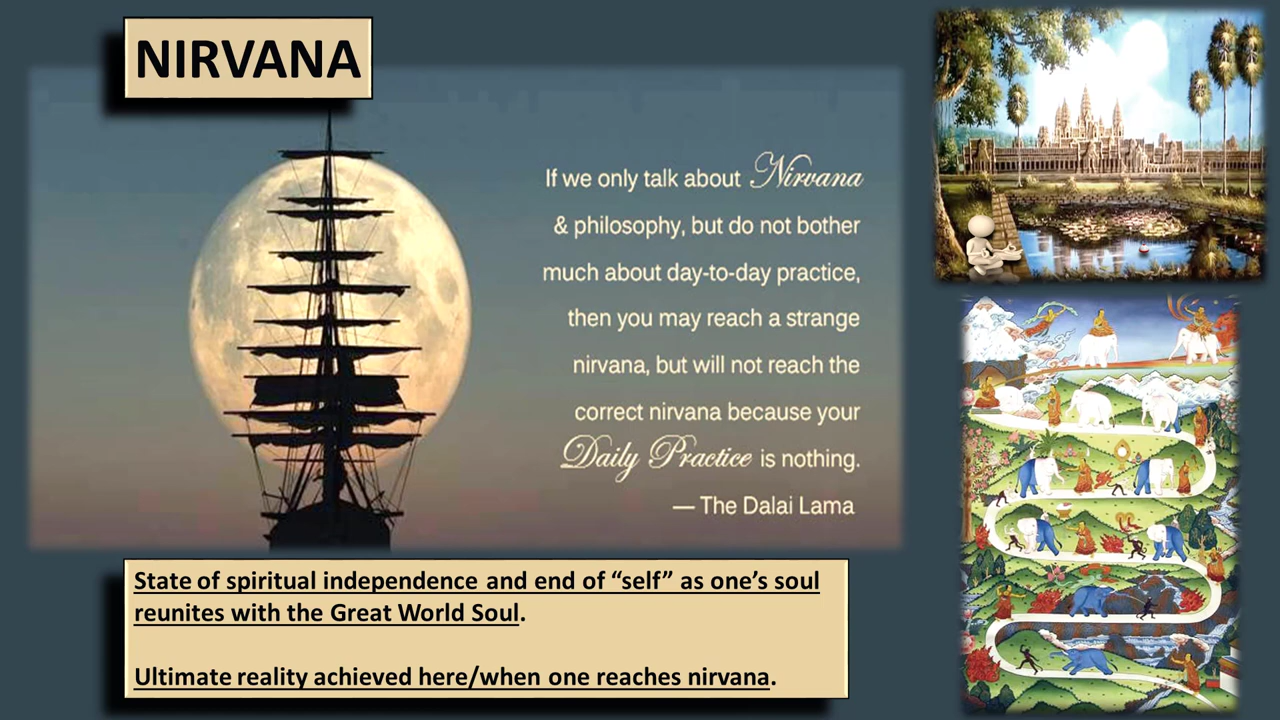 NIRVANA
If we only talk about Nirvana
& philosophy, but do not bother
much about day-to-day practice,
then you may reach a strange
nirvana, but will not reach the
correct nirvana because your
Daily Practice is nothing.
— The Dalai Lama
State of spiritual independence and end of “self” as one’s soul
reunites with the Great World Soul.
Ultimate reality achieved here/when one reaches nirvana.